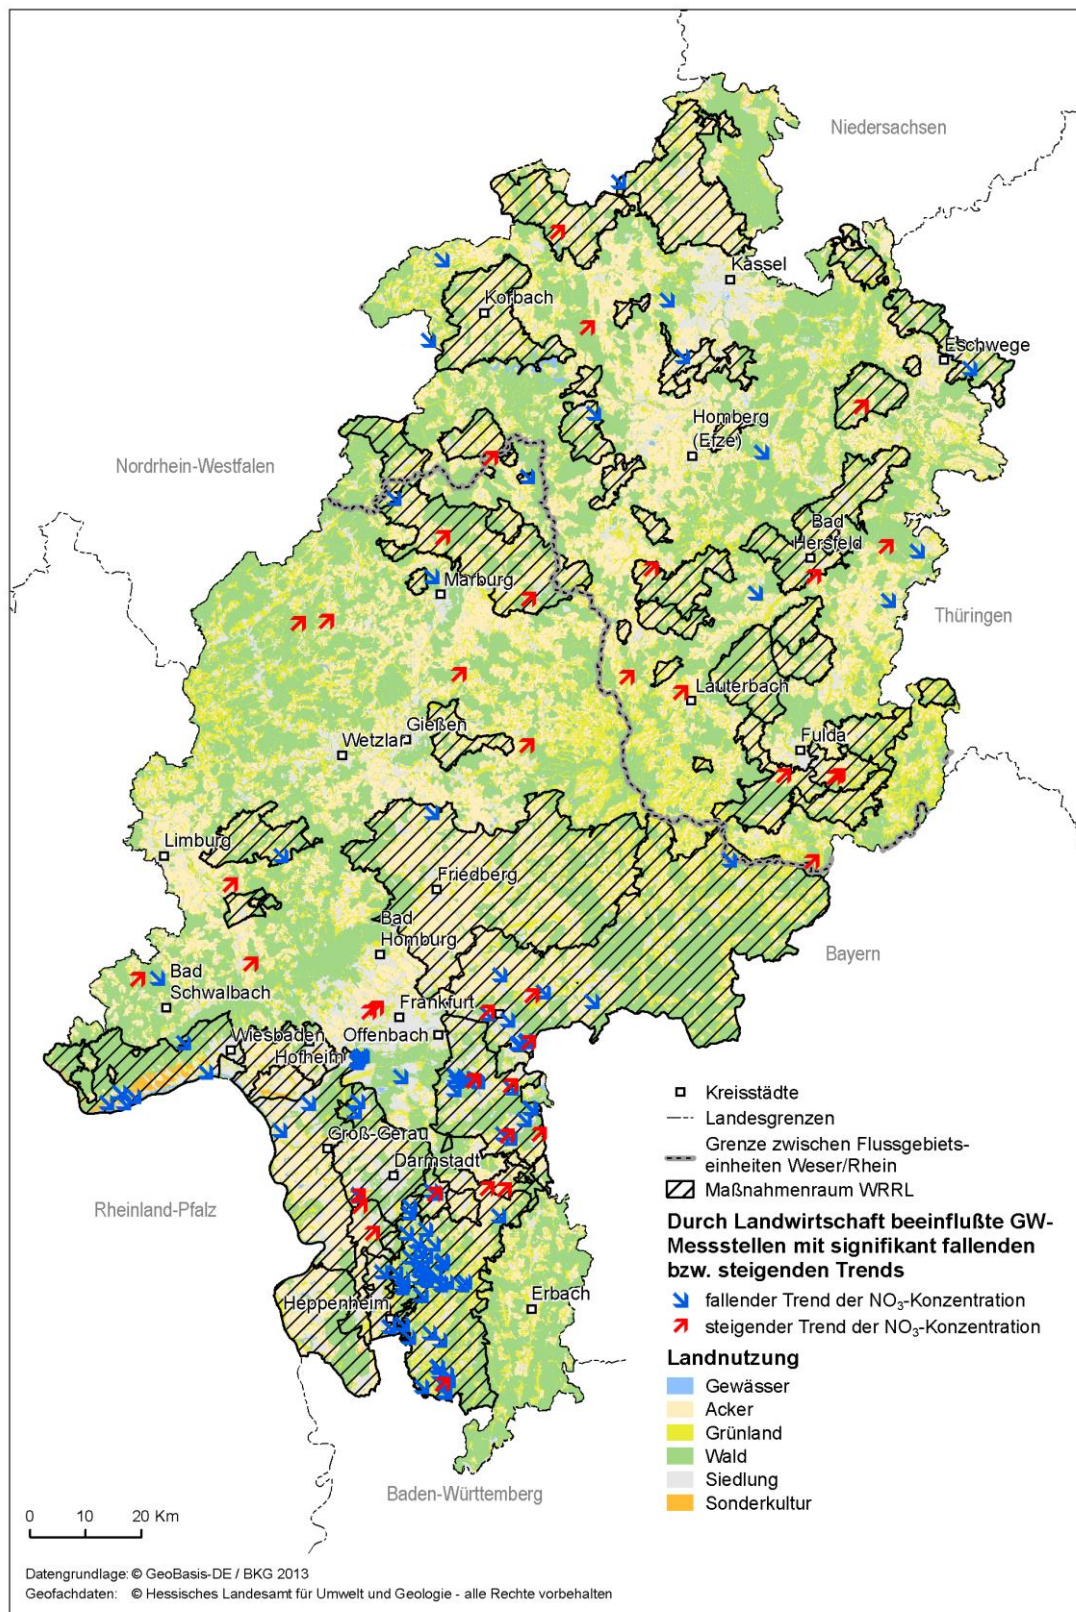 Niedersachsen
Kassel
Korbach
Eschwege
Homberg
(Efze)
Nordrhein-Westfalen
Bad
Hersfeld
Marburg
Thüringen
Lauterbach
Gießen
Wetzlar
Fulda
Limburg
Friedberg
Bad
Homburg
Bayern
Bad
Schwalbach
Frankfurt
Offenbach
Wiesbaden
Hofheim
Groß-Gerau
Darmstadt
Rheinland-Pfalz
Heppenheim
Erbach
Baden-Württemberg
Kreisstädte
Landesgrenzen
Grenze zwischen Flussgebiets-
einheiten Weser/Rhein
Maßnahmenraum WRRL
Durch Landwirtschaft beeinflußte GW-
Messstellen mit signifikant fallenden
bzw. steigenden Trends
fallender Trend der NO₃-Konzentration
steigender Trend der NO₃-Konzentration
Landnutzung
Gewässer
Acker
Grünland
Wald
Siedlung
Sonderkultur
0 10 20 Km
Datengrundlage: © GeoBasis-DE / BKG 2013
Geofachdaten: © Hessisches Landesamt für Umwelt und Geologie - alle Rechte vorbehalten